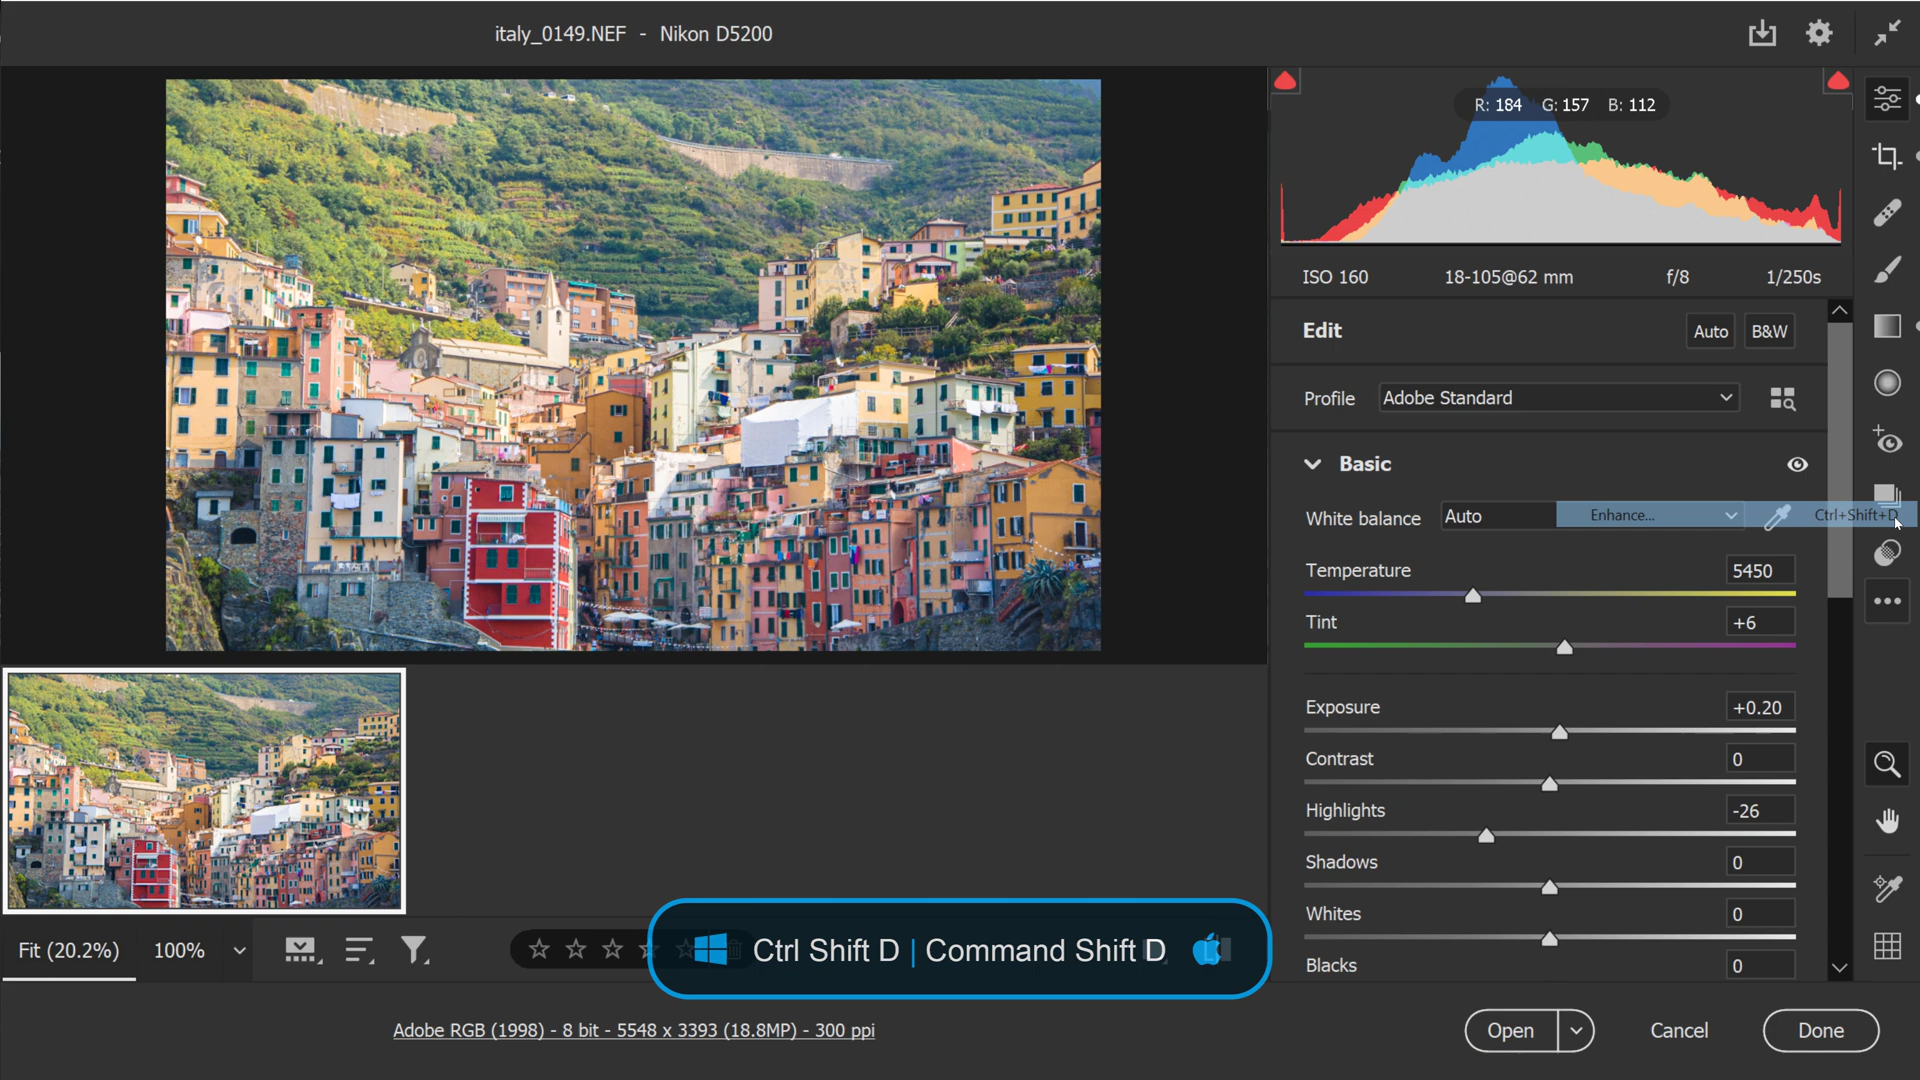 italy_0149.NEF - Nikon D5200
R: 184 G: 157 B: 112
ISO 160 18-105@62 mm f/8 1/250s
Edit Auto B&W
Profile Adobe Standard
Basic
White balance Auto Enhance... Ctrl+Shift+D
Temperature 5450
Tint +6
Exposure +0.20
Contrast 0
Highlights -26
Shadows 0
Whites 0
Blacks 0
Fit (20.2%) 100%
Ctrl Shift D | Command Shift D
Adobe RGB (1998) - 8 bit - 5548 x 3393 (18.8MP) - 300 ppi
Open Cancel Done